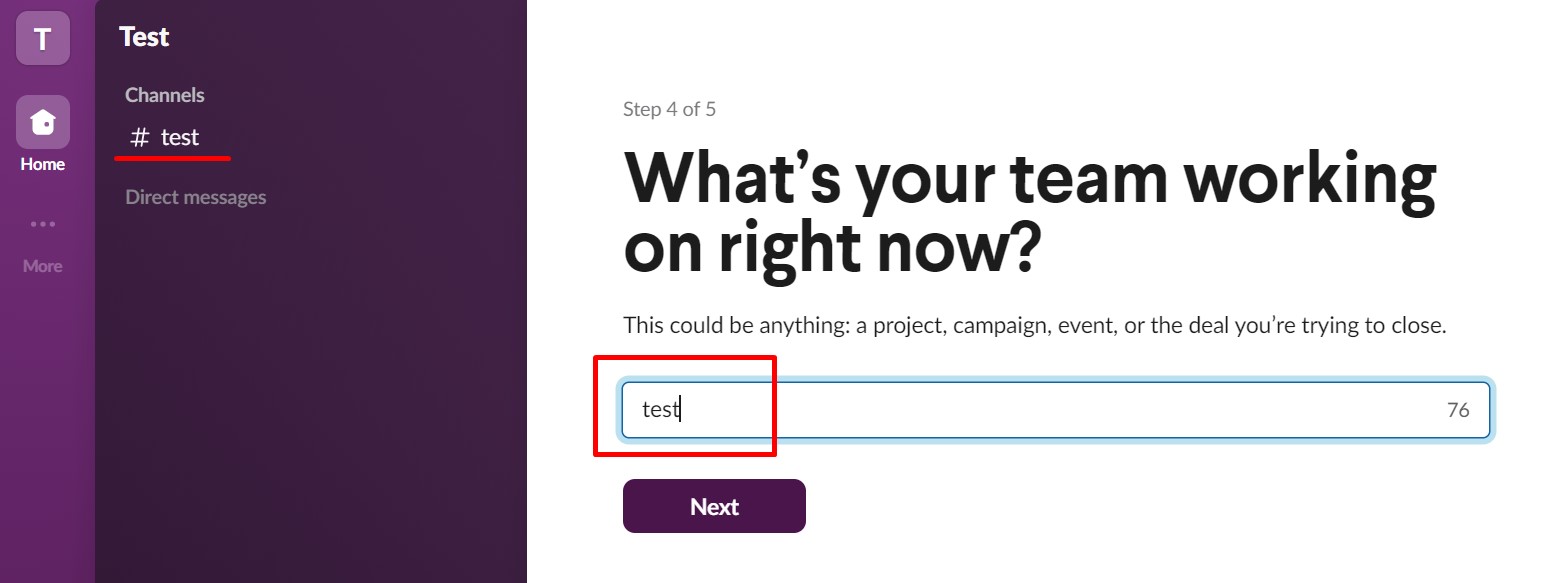 T
Home
More
Test
Channels
# test
Direct messages
Step 4 of 5
What’s your team working
on right now?
This could be anything: a project, campaign, event, or the deal you’re trying to close.
test
76
Next